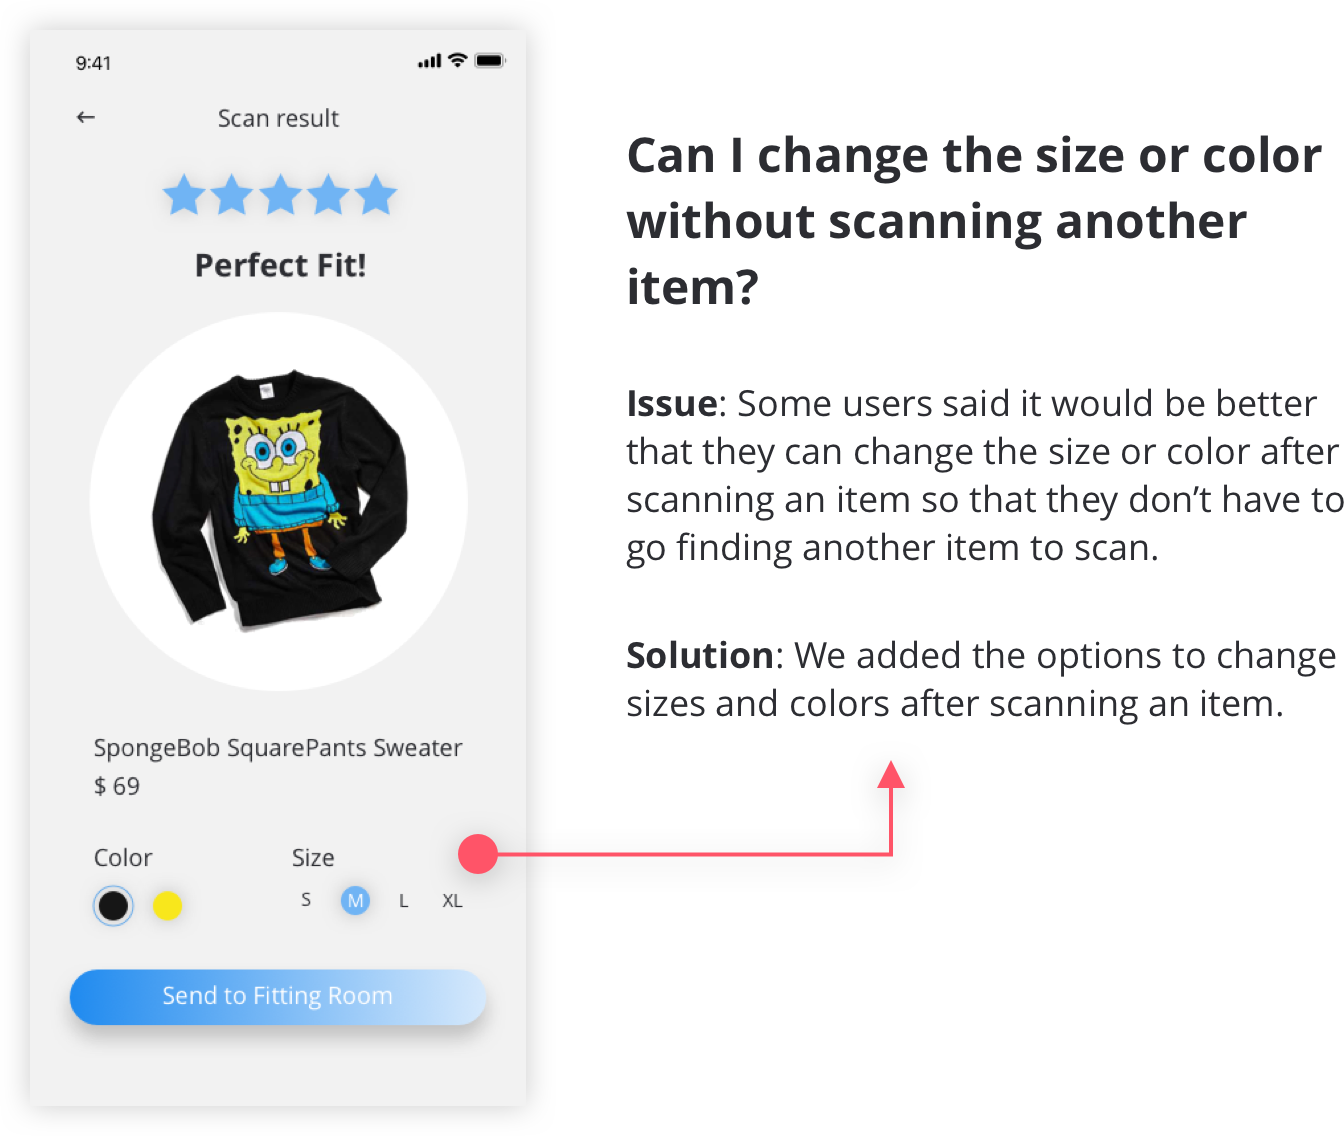 9:41
Scan result
Perfect Fit!
SpongeBob SquarePants Sweater
$ 69
Color
Size
S M L XL
Send to Fitting Room
Can I change the size or color
without scanning another
item?
Issue: Some users said it would be better
that they can change the size or color after
scanning an item so that they don’t have to
go finding another item to scan.
Solution: We added the options to change
sizes and colors after scanning an item.